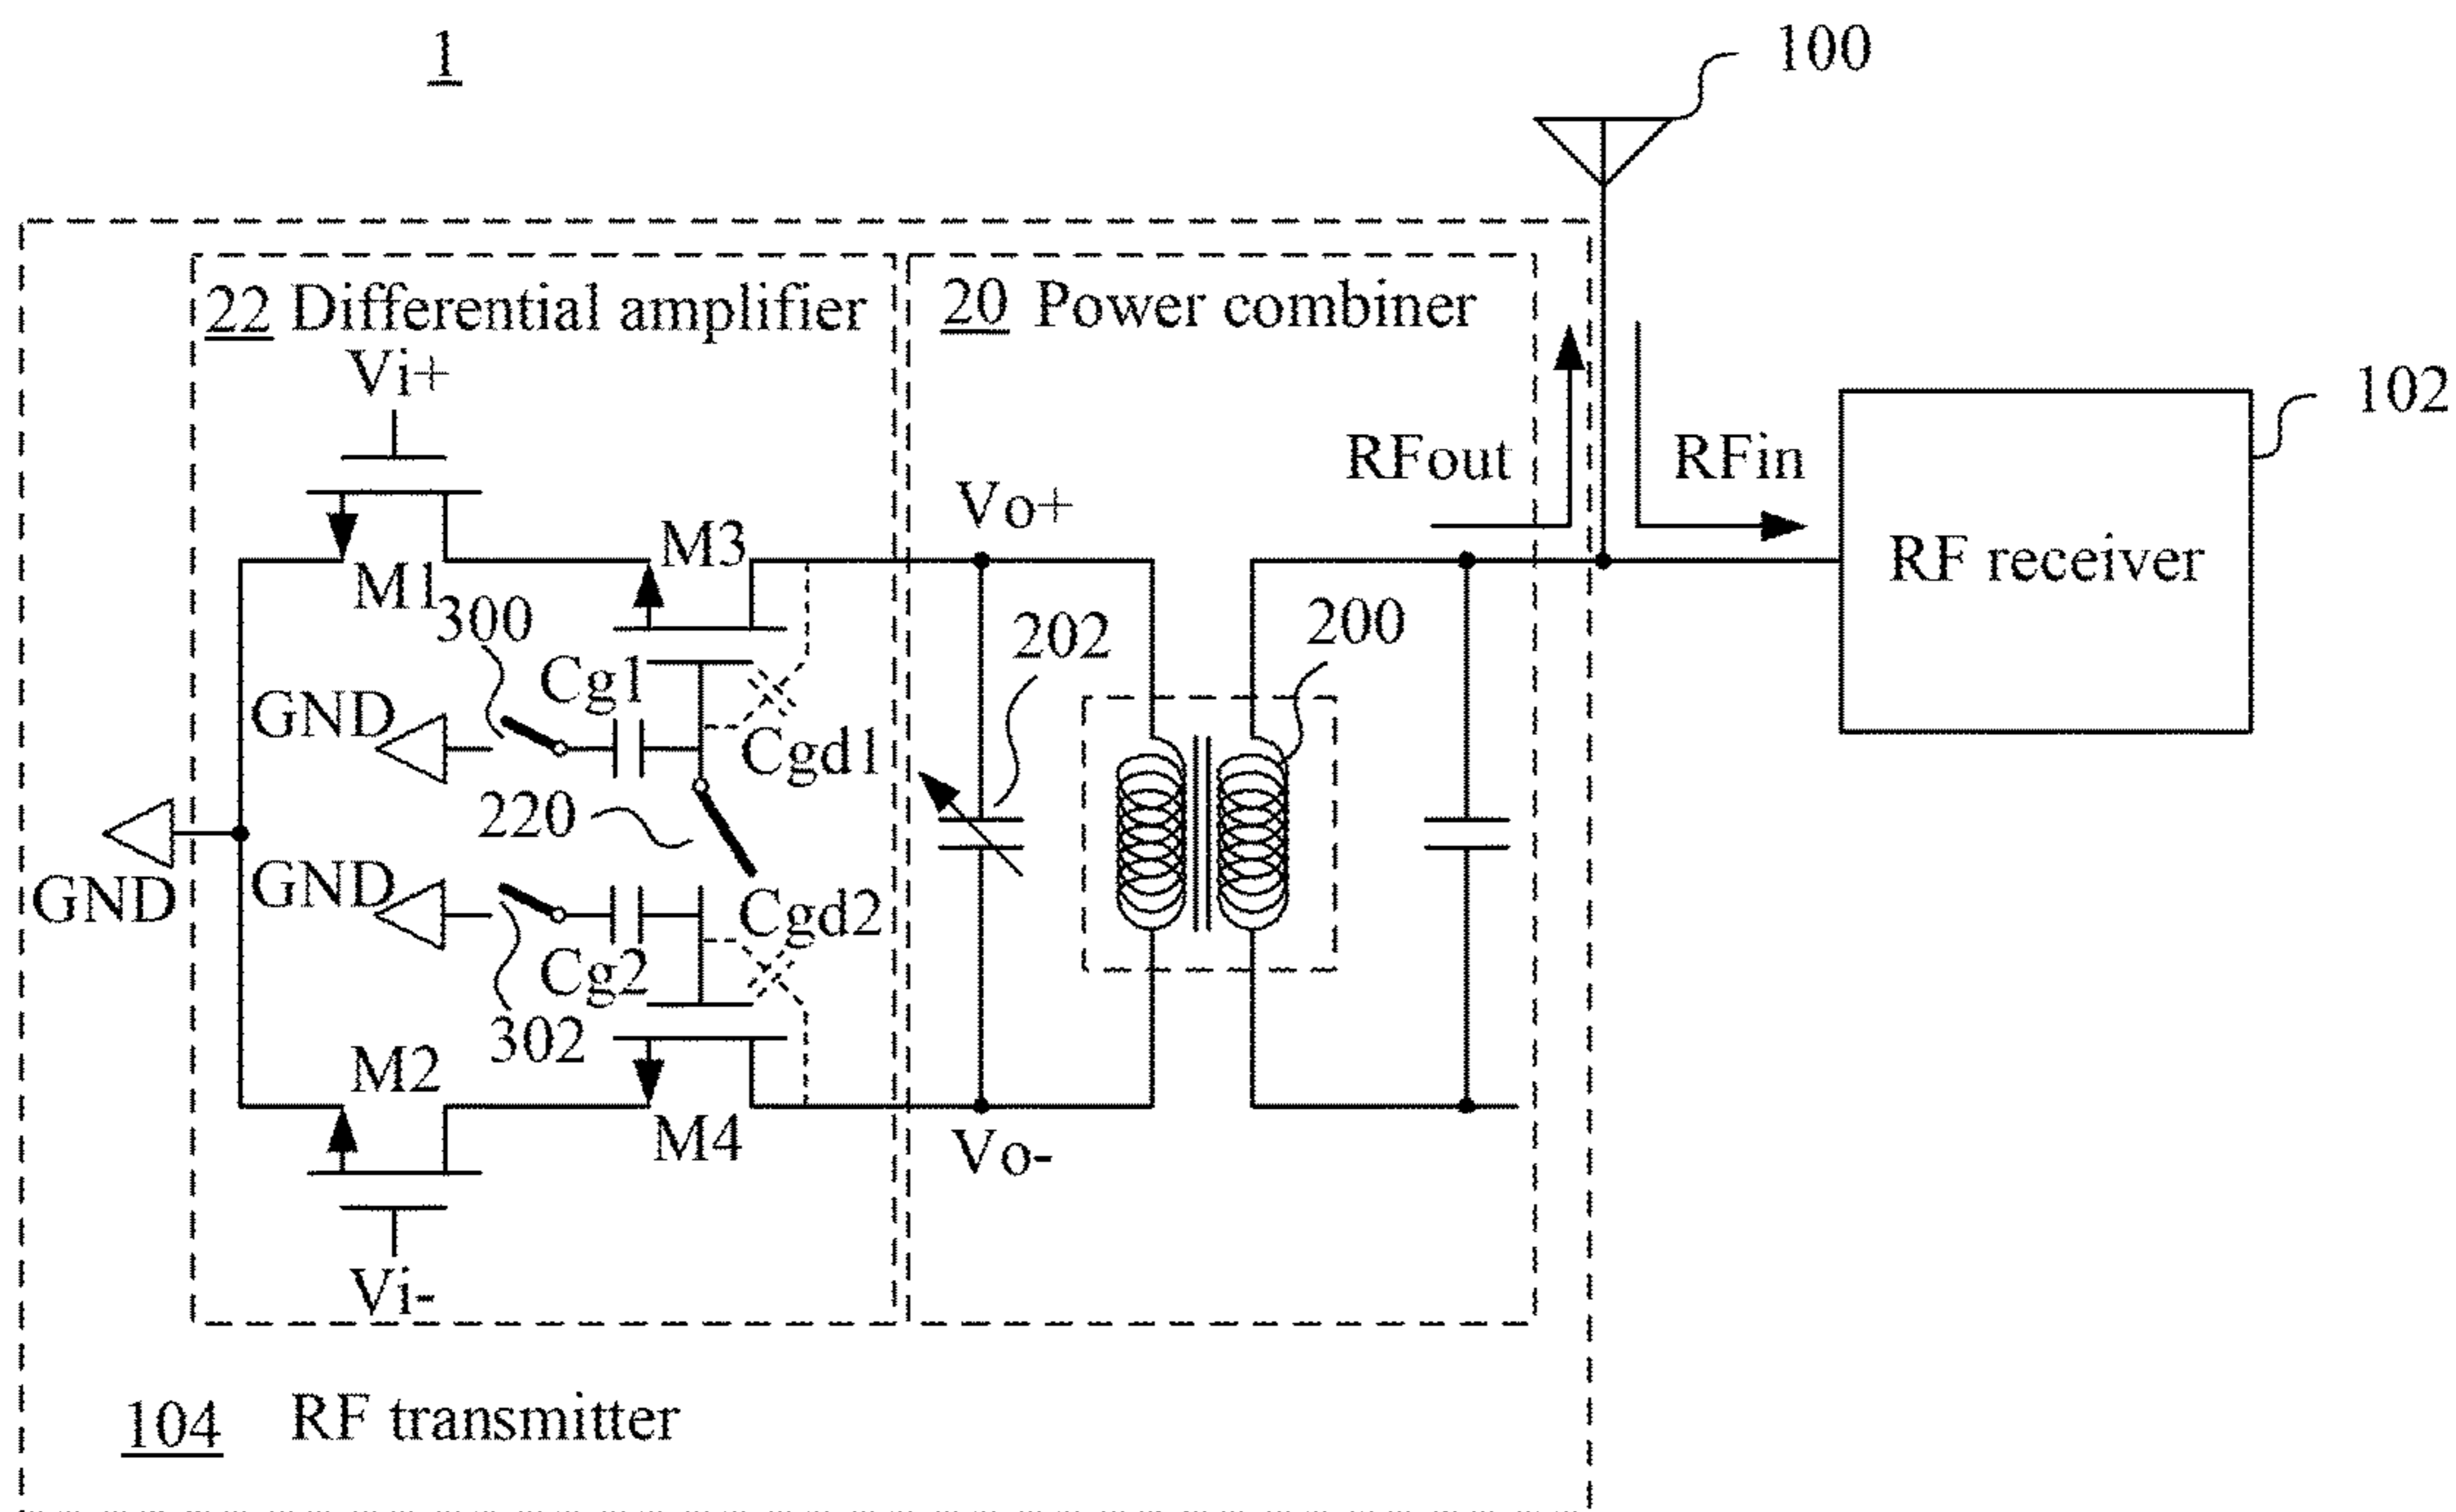 1
100
22 Differential amplifier
20 Power combiner
Vi+
102
RFout
RFin
Vo+
M3
RF receiver
M1
300
202
200
Cg1
GND
Cgd1
220
GND
GND
Cgd2
Cg2
302
M2
M4
Vo-
Vi-
104 RF transmitter